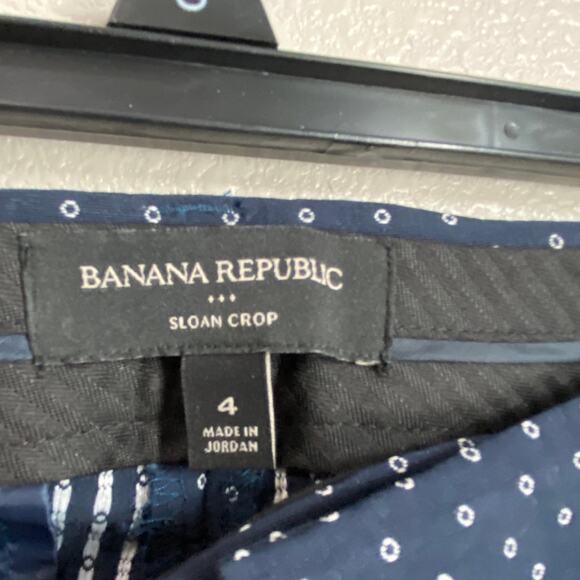 BANANA REPUBLIC
SLOAN CROP
4
MADE IN
JORDAN